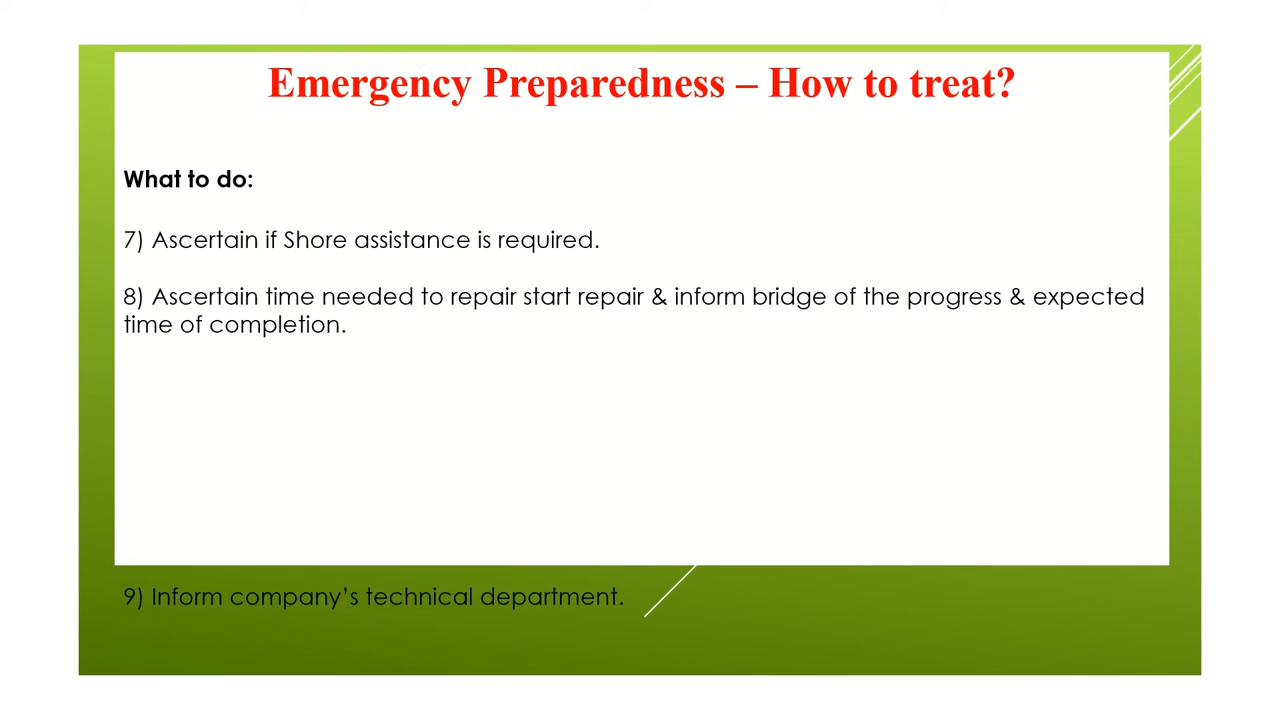 Emergency Preparedness – How to treat?
What to do:
7) Ascertain if Shore assistance is required.
8) Ascertain time needed to repair start repair & inform bridge of the progress & expected
time of completion.
9) Inform company’s technical department.